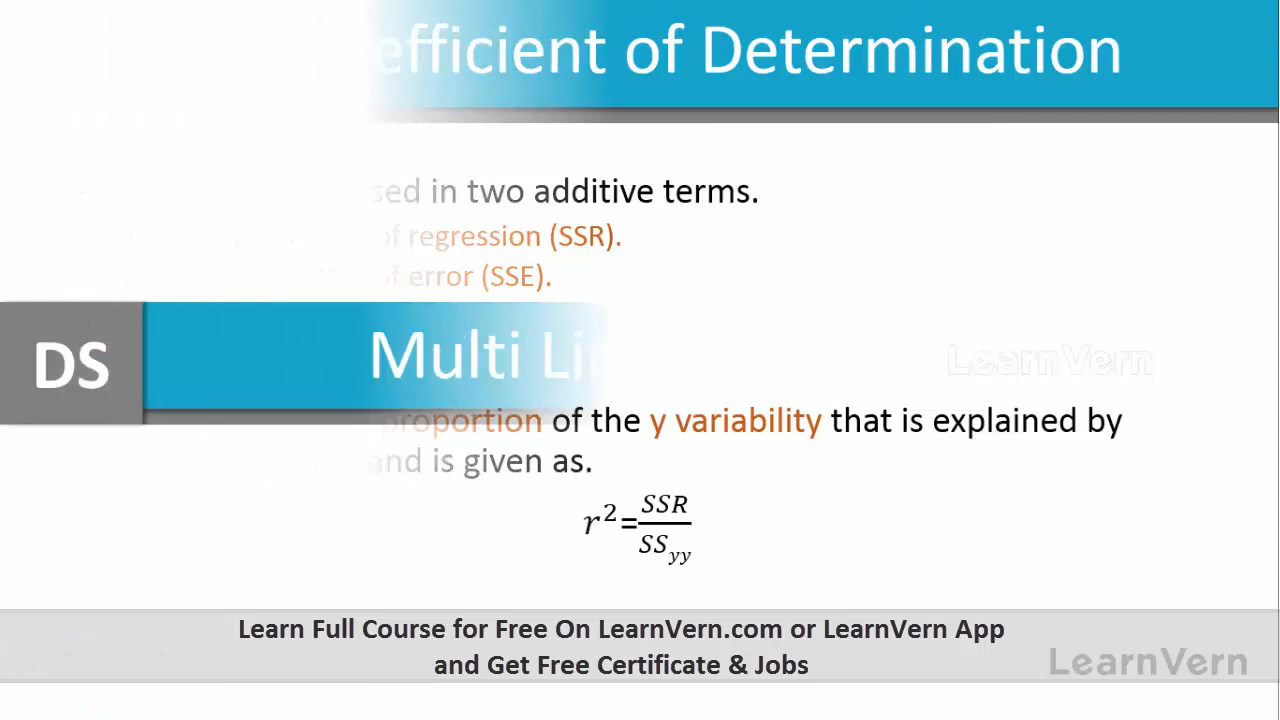 efficient of Determination
sed in two additive terms.
of regression (SSR).
of error (SSE).
DS
Multi Li
LearnVern
proportion of the y variability that is explained by
and is given as.
r²=SSR/SSyy
Learn Full Course for Free On LearnVern.com or LearnVern App
and Get Free Certificate & Jobs
LearnVern